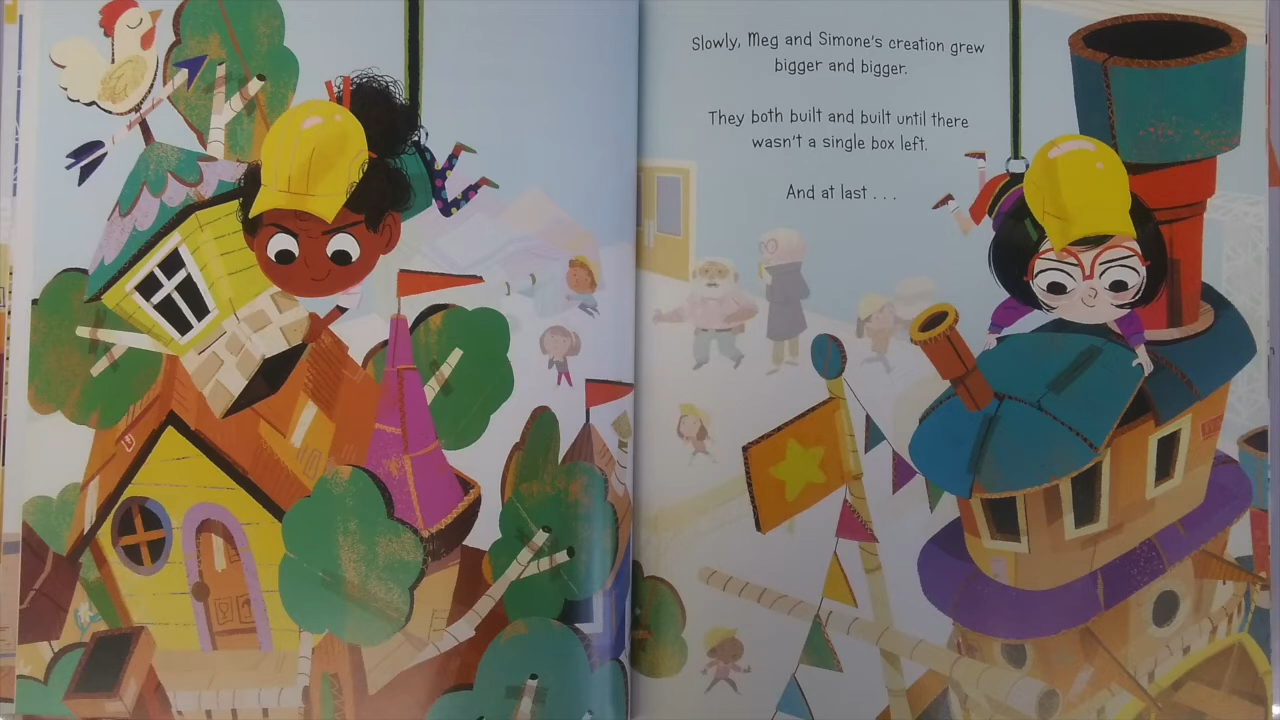 Slowly, Meg and Simone's creation grew
bigger and bigger.
They both built and built until there
wasn't a single box left.
And at last . . .